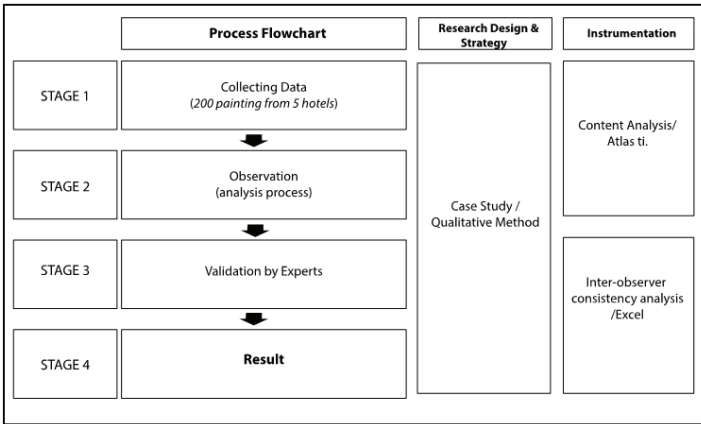 Process Flowchart
Research Design &
Strategy
Instrumentation
STAGE 1
Collecting Data
(200 painting from 5 hotels)
STAGE 2
Observation
(analysis process)
STAGE 3
Validation by Experts
STAGE 4
Result
Case Study /
Qualitative Method
Content Analysis/
Atlas ti.
Inter-observer
consistency analysis
/Excel